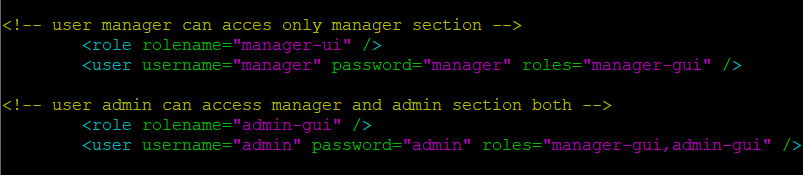 <!-- user manager can acces only manager section -->
<role rolename="manager-ui" />
<user username="manager" password="manager" roles="manager-gui" />
<!-- user admin can access manager and admin section both -->
<role rolename="admin-gui" />
<user username="admin" password="admin" roles="manager-gui,admin-gui" />